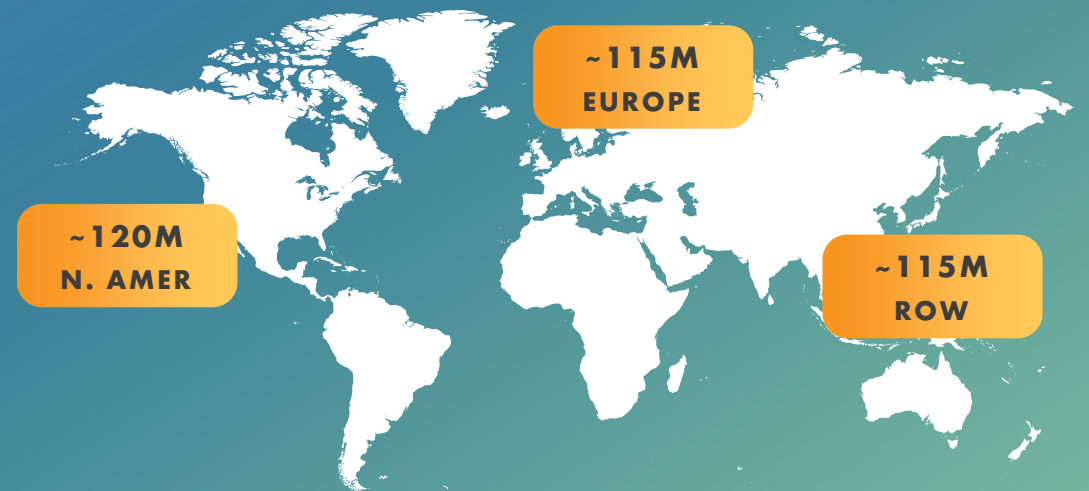 ~115M
EUROPE
~120M
N. AMER
~115M
ROW